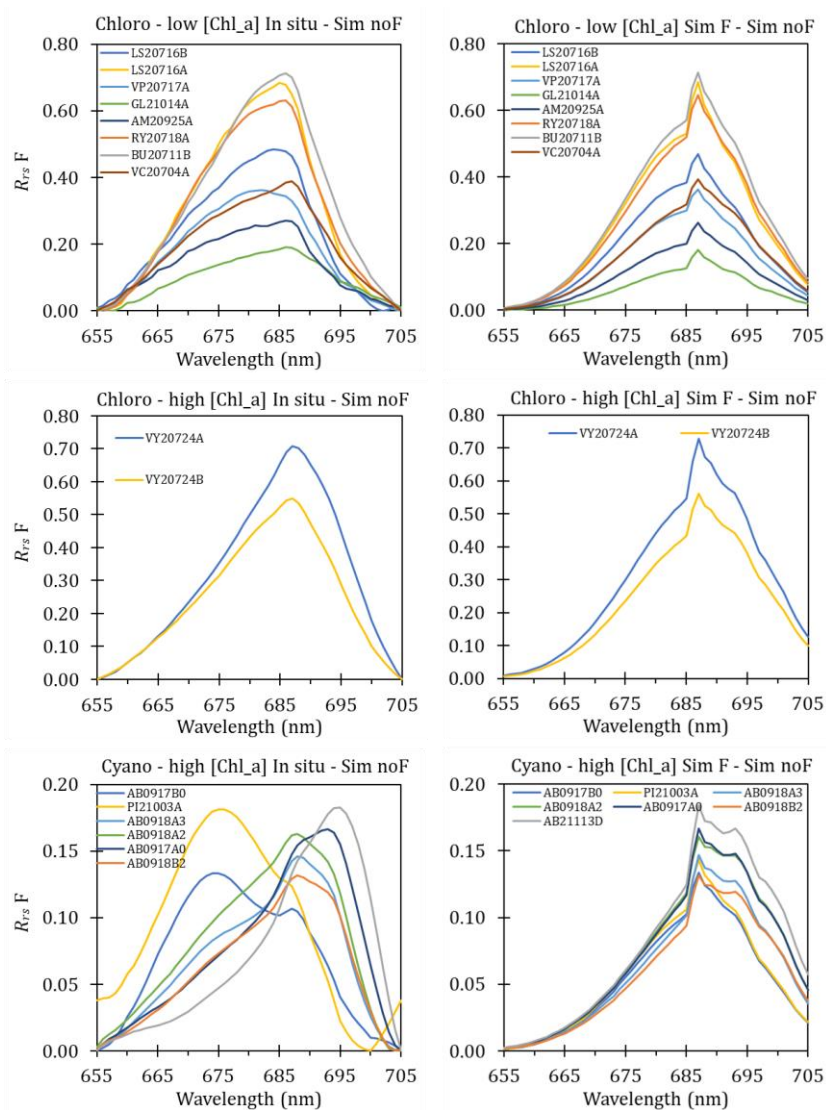 Chloro - low [Chl_a] In situ - Sim noF
0.80
0.60
0.40
0.20
0.00
R_rs F
LS20716B
LS20716A
VP20717A
GL21014A
AM20925A
RY20718A
BU20711B
VC20704A
655 665 675 685 695 705
Wavelength (nm)
Chloro - low [Chl_a] Sim F - Sim noF
0.80
0.60
0.40
0.20
0.00
LS20716B
LS20716A
VP20717A
GL21014A
AM20925A
RY20718A
BU20711B
VC20704A
655 665 675 685 695 705
Wavelength (nm)
Chloro - high [Chl_a] In situ - Sim noF
0.80
0.70
0.60
0.50
0.40
0.30
0.20
0.10
0.00
R_rs F
VY20724A
VY20724B
655 665 675 685 695 705
Wavelength (nm)
Chloro - high [Chl_a] Sim F - Sim noF
0.80
0.70
0.60
0.50
0.40
0.30
0.20
0.10
0.00
VY20724A VY20724B
655 665 675 685 695 705
Wavelength (nm)
Cyano - high [Chl_a] In situ - Sim noF
0.20
0.15
0.10
0.05
0.00
R_rs F
AB0917B0
PI21003A
AB0918A3
AB0918A2
AB0917A0
AB0918B2
655 665 675 685 695 705
Wavelength (nm)
Cyano - high [Chl_a] Sim F - Sim noF
0.20
0.15
0.10
0.05
0.00
AB0917B0 PI21003A AB0918A3
AB0918A2 AB0917A0 AB0918B2
AB21113D
655 665 675 685 695 705
Wavelength (nm)